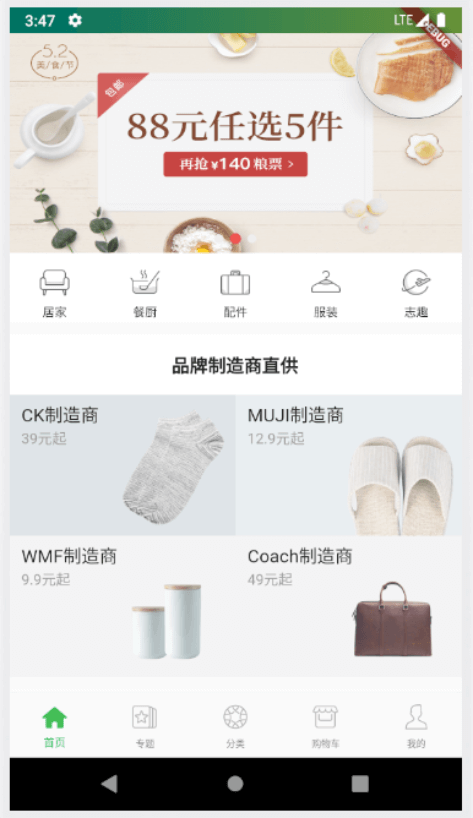 3:47
LTE
DEBUG
5.2
美/食/节
包邮
88元任选5件
再抢 ¥140 粮票 >
居家
餐厨
配件
服装
志趣
品牌制造商直供
CK制造商
39元起
MUJI制造商
12.9元起
WMF制造商
9.9元起
Coach制造商
49元起
首页
专题
分类
购物车
我的